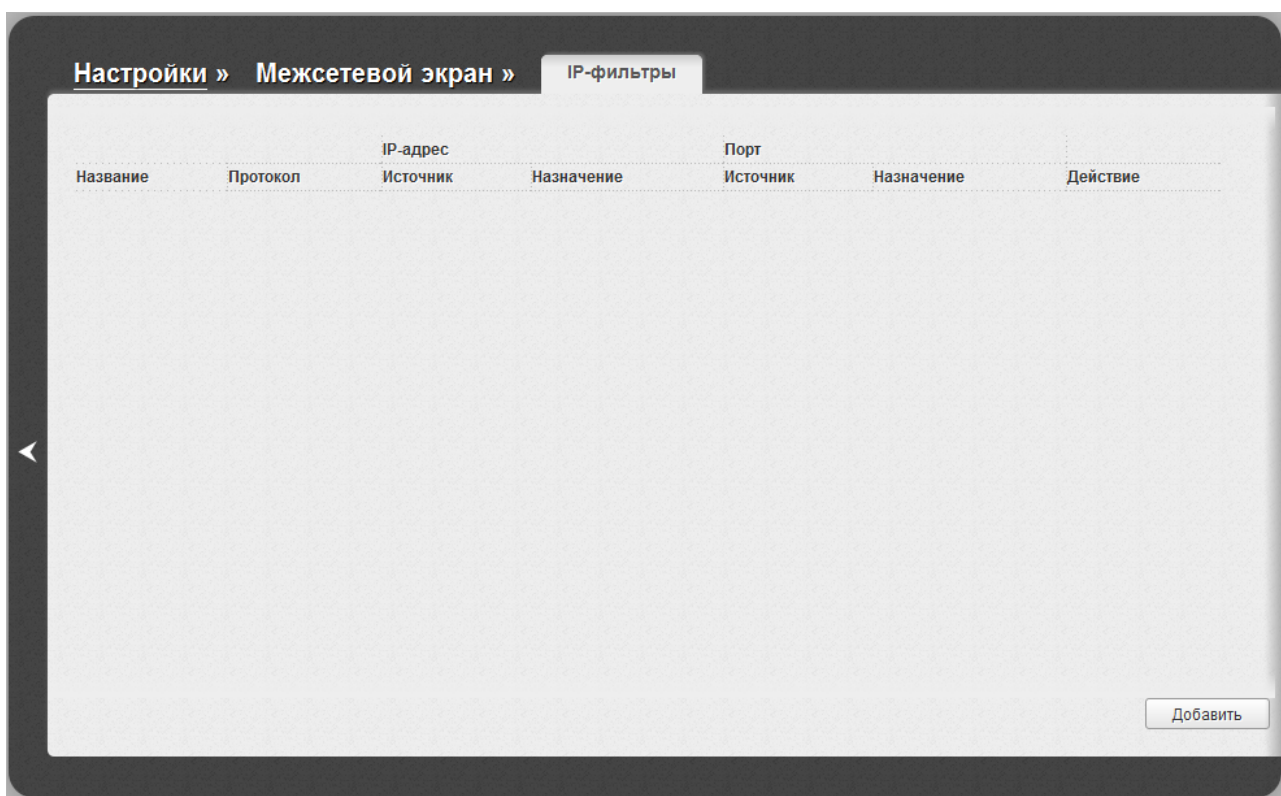 Настройки » Межсетевой экран » IP-фильтры
IP-адрес Порт
Название Протокол Источник Назначение Источник Назначение Действие
Добавить